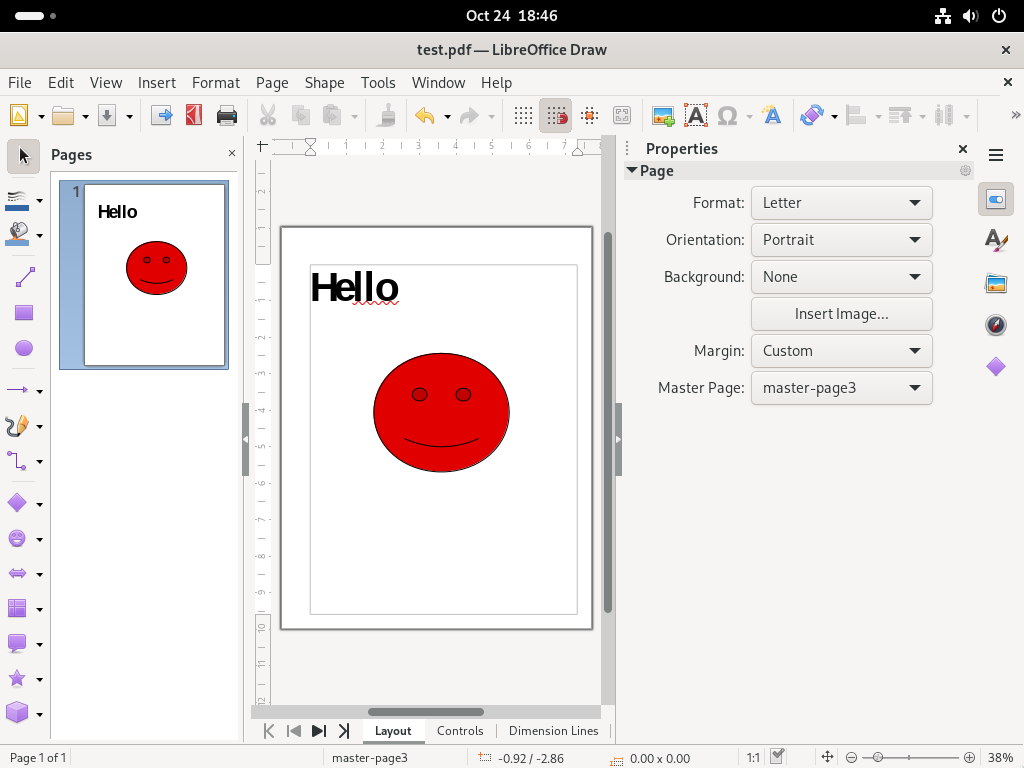 Oct 24 18:46
test.pdf — LibreOffice Draw
File Edit View Insert Format Page Shape Tools Window Help
Pages
1
Hello
Hello
Properties
Page
Format: Letter
Orientation: Portrait
Background: None
Insert Image...
Margin: Custom
Master Page: master-page3
Layout Controls Dimension Lines
Page 1 of 1 master-page3 -0.92 / -2.86 0.00 x 0.00 1:1 38%